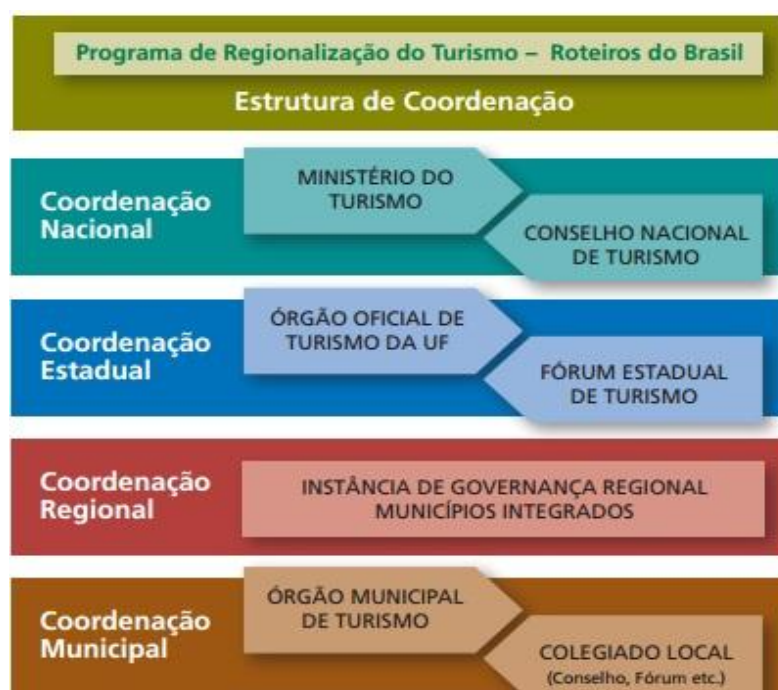 Programa de Regionalização do Turismo – Roteiros do Brasil
Estrutura de Coordenação
Coordenação
Nacional
MINISTÉRIO DO
TURISMO
CONSELHO NACIONAL
DE TURISMO
Coordenação
Estadual
ÓRGÃO OFICIAL DE
TURISMO DA UF
FÓRUM ESTADUAL
DE TURISMO
Coordenação
Regional
INSTÂNCIA DE GOVERNANÇA REGIONAL
MUNICÍPIOS INTEGRADOS
Coordenação
Municipal
ÓRGÃO MUNICIPAL
DE TURISMO
COLEGIADO LOCAL
(Conselho, Fórum etc.)